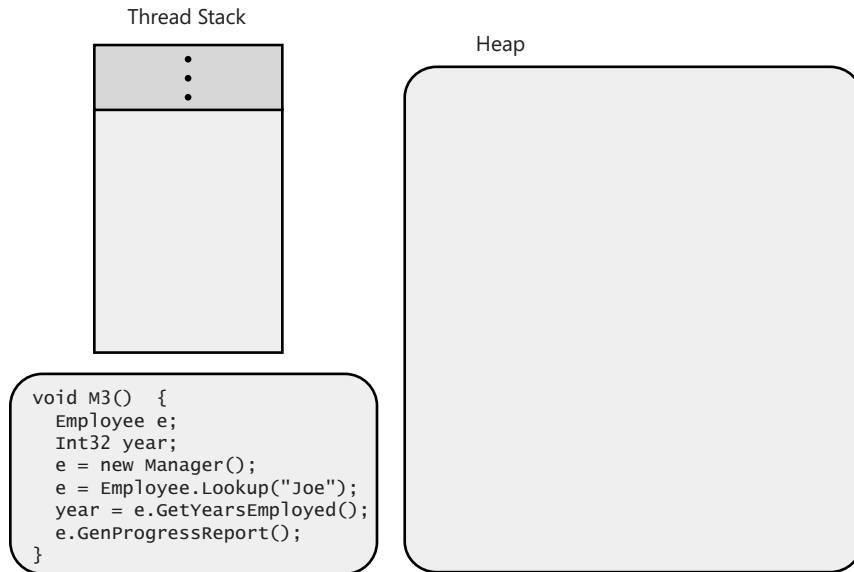 Thread Stack
Heap
void M3()  {
  Employee e;
  Int32 year;
  e = new Manager();
  e = Employee.Lookup("Joe");
  year = e.GetYearsEmployed();
  e.GenProgressReport();
}